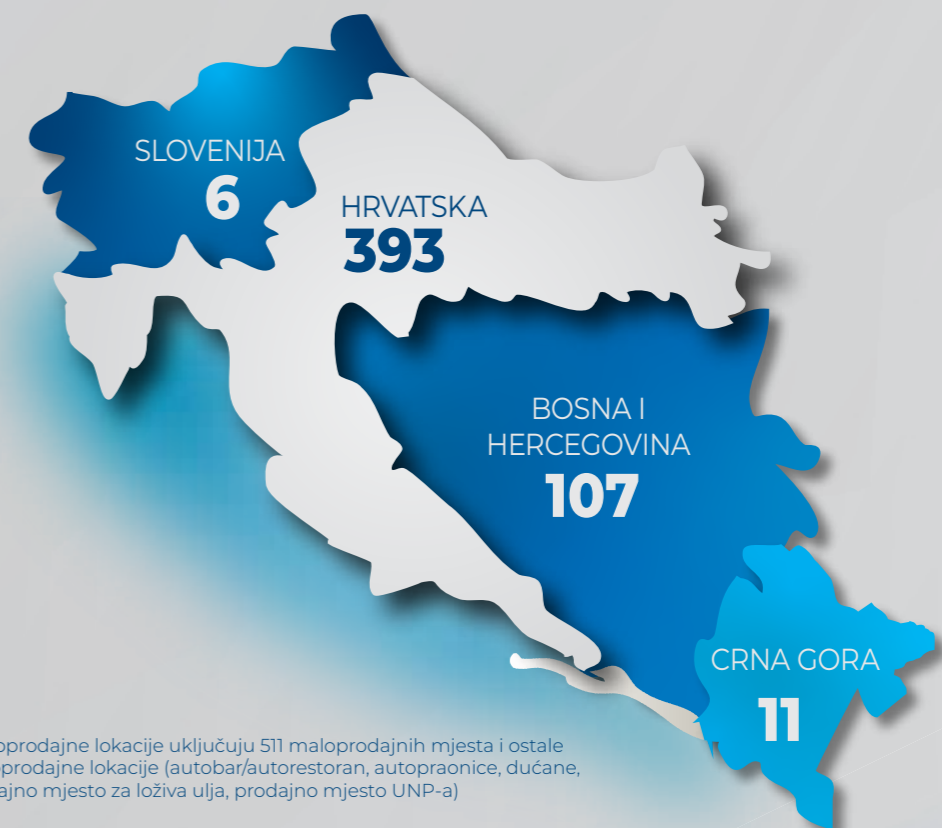 SLOVENIJA
6
HRVATSKA
393
BOSNA I
HERCEGOVINA
107
CRNA GORA
11
oprodajne lokacije uključuju 511 maloprodajnih mjesta i ostale
oprodajne lokacije (autobar/autorestoran, autopraonice, dućane,
ajno mjesto za loživa ulja, prodajno mjesto UNP-a)